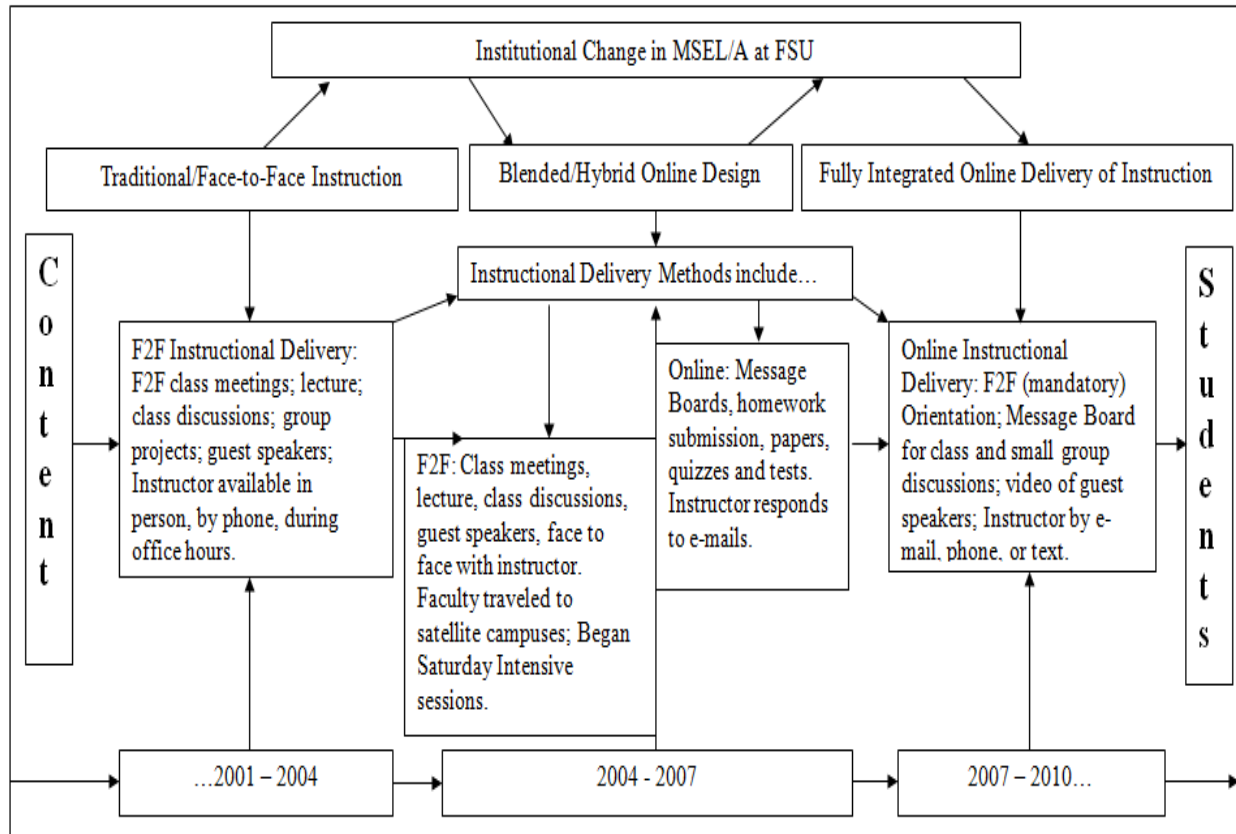 Institutional Change in MSEL/A at FSU
Traditional/Face-to-Face Instruction
Blended/Hybrid Online Design
Fully Integrated Online Delivery of Instruction
Content
Instructional Delivery Methods include…
Students
F2F Instructional Delivery:
F2F class meetings; lecture;
class discussions; group
projects; guest speakers;
Instructor available in
person, by phone, during
office hours.
F2F: Class meetings,
lecture, class discussions,
guest speakers, face to
face with instructor.
Faculty traveled to
satellite campuses; Began
Saturday Intensive
sessions.
Online: Message
Boards, homework
submission, papers,
quizzes and tests.
Instructor responds
to e-mails.
Online Instructional
Delivery: F2F (mandatory)
Orientation; Message Board
for class and small group
discussions; video of guest
speakers; Instructor by e-
mail, phone, or text.
…2001 – 2004
2004 - 2007
2007 – 2010…